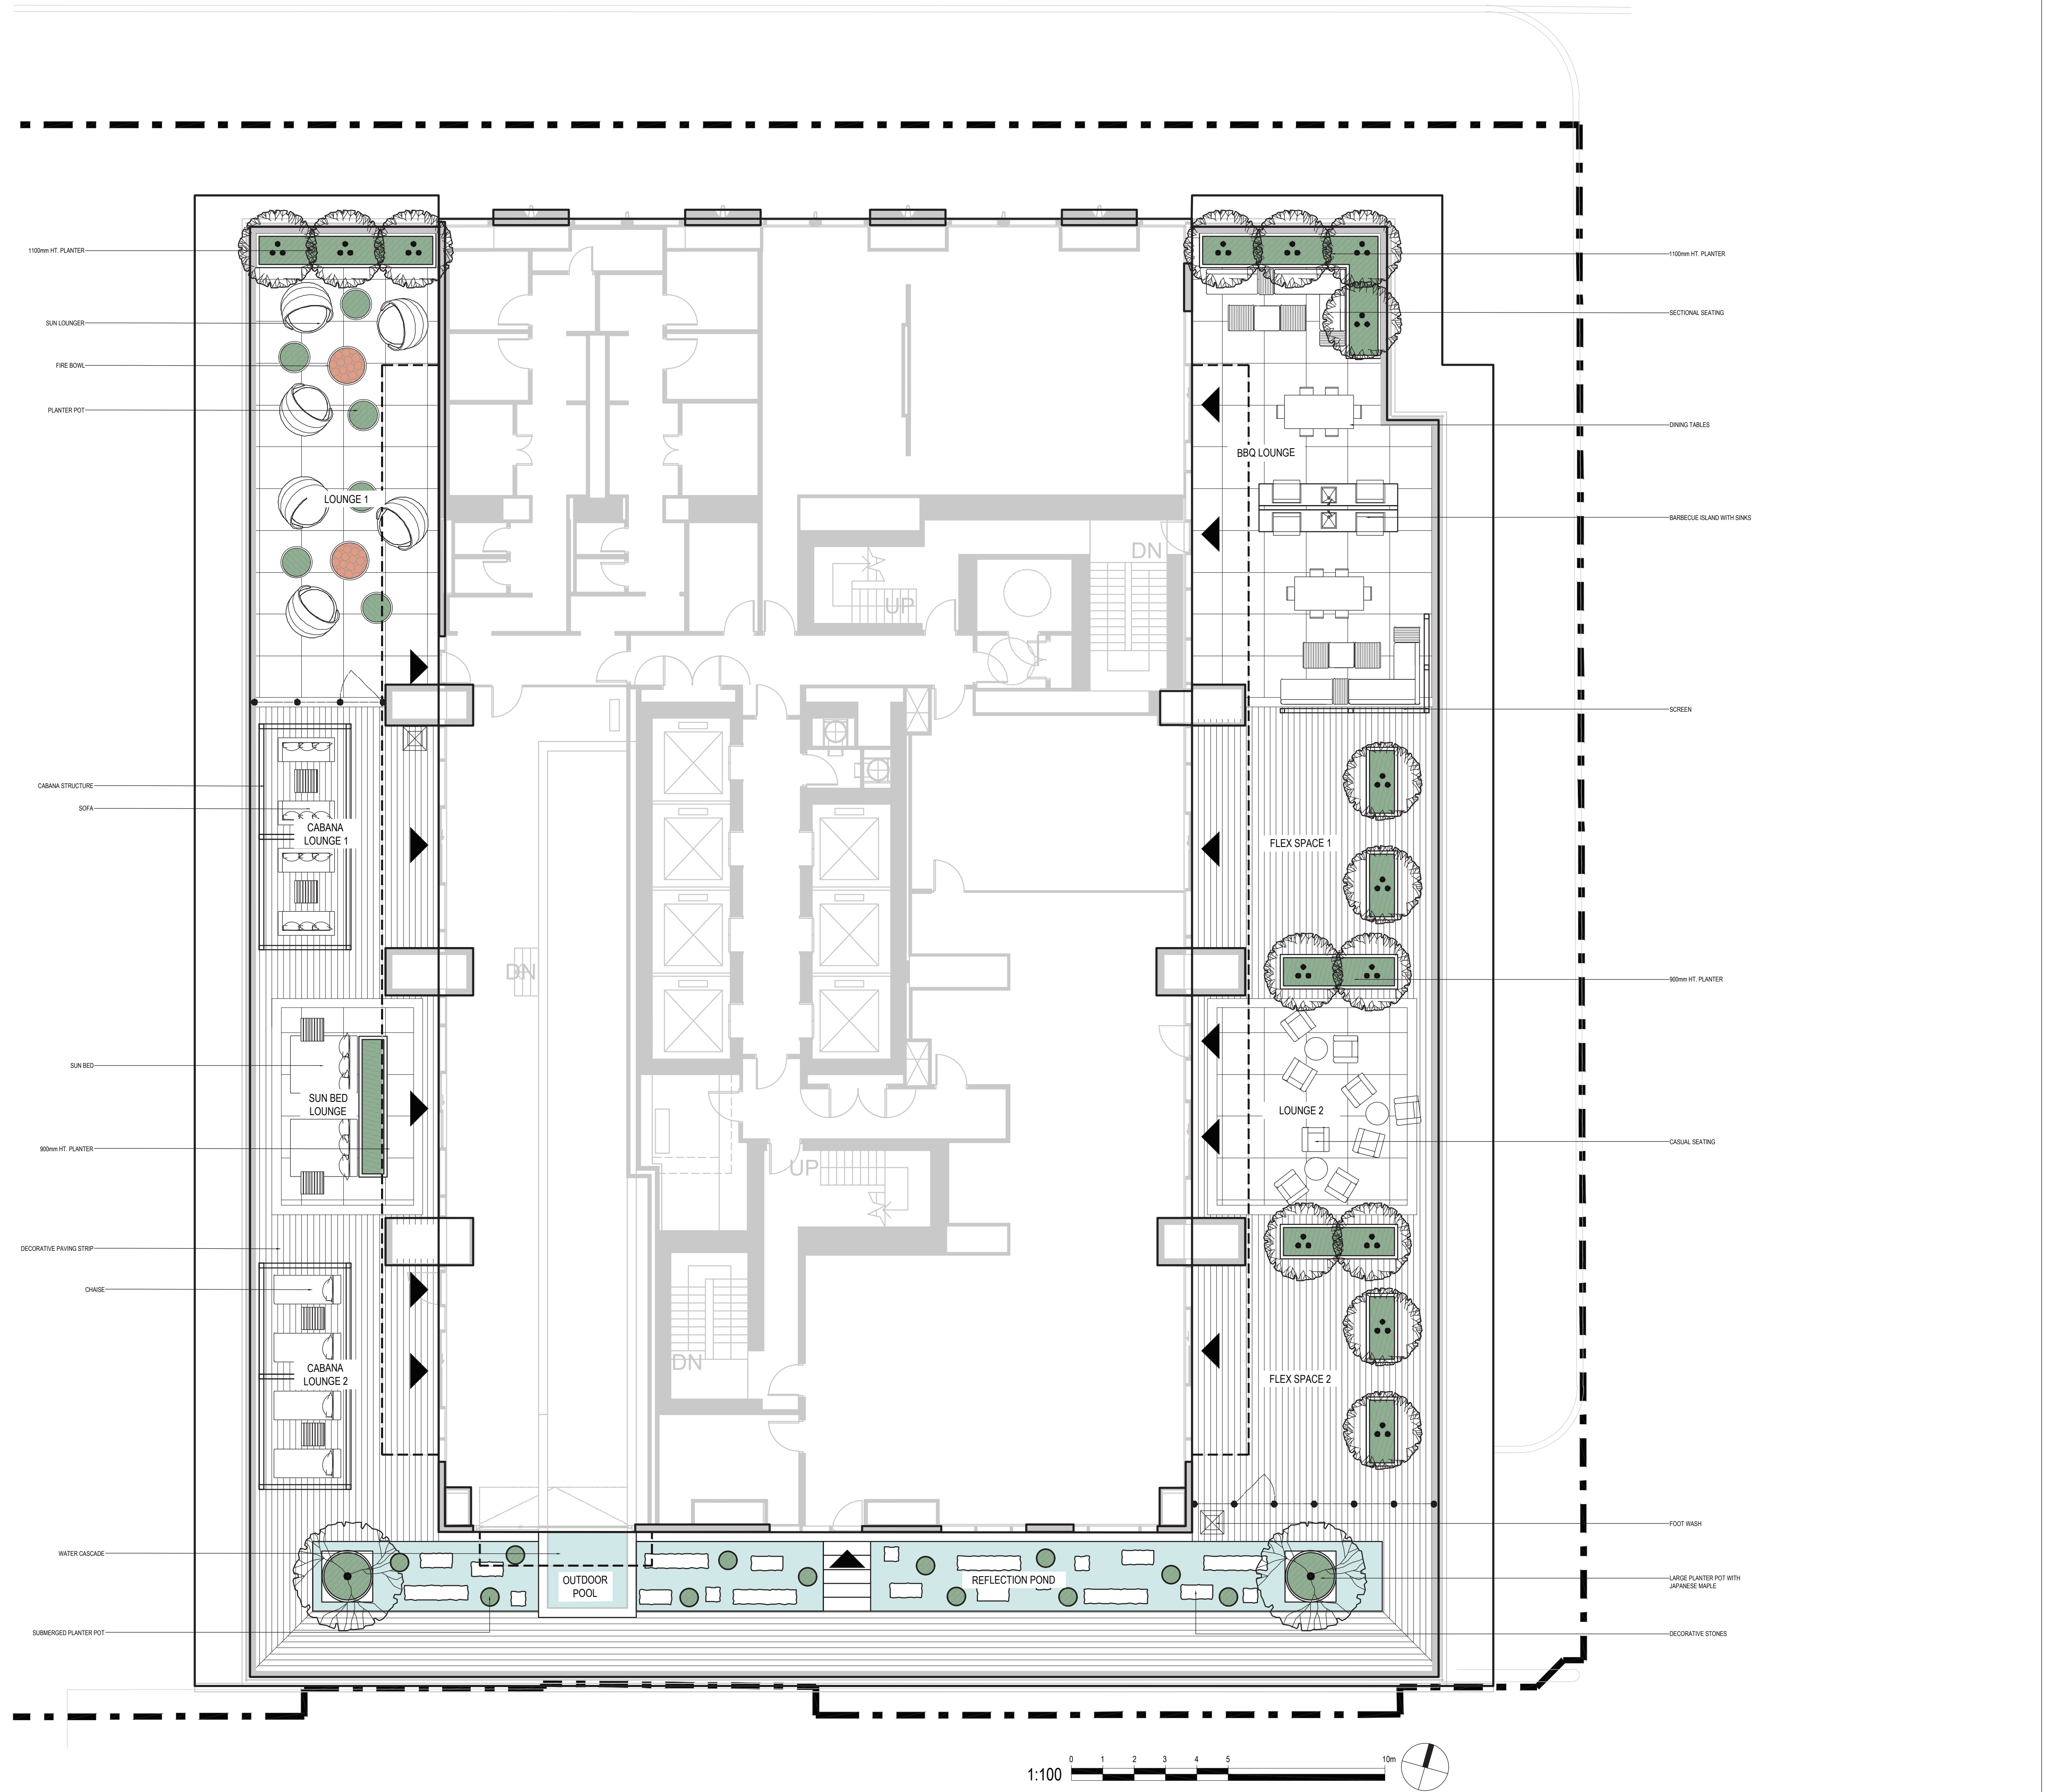 1100mm HT. PLANTER
1100mm HT. PLANTER
SUN LOUNGER
SECTIONAL SEATING
FIRE BOWL
PLANTER POT
DINING TABLES
BBQ LOUNGE
LOUNGE 1
BARBECUE ISLAND WITH SINKS
DN
UP
SCREEN
CABANA STRUCTURE
SOFA
CABANA
LOUNGE 1
FLEX SPACE 1
DN
900mm HT. PLANTER
SUN BED
SUN BED
LOUNGE
LOUNGE 2
900mm HT. PLANTER
CASUAL SEATING
UP
DECORATIVE PAVING STRIP
CHAISE
DN
CABANA
LOUNGE 2
FLEX SPACE 2
FOOT WASH
WATER CASCADE
OUTDOOR
POOL
REFLECTION POND
LARGE PLANTER POT WITH
JAPANESE MAPLE
SUBMERGED PLANTER POT
DECORATIVE STONES
1:100
0 1 2 3 4 5 10m